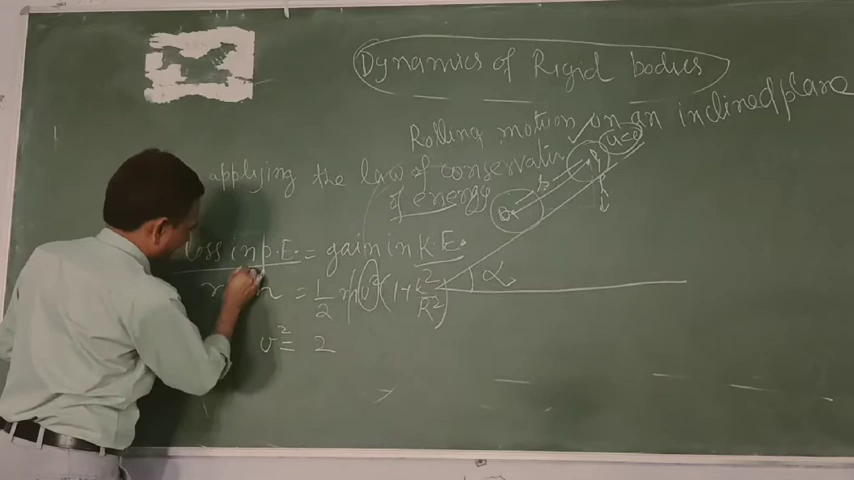 Dynamics of Rigid bodies
Rolling motion on an inclined plane
applying the law of conservation
of energy
Loss in P.E. = gain in K.E.
= 1/2 m v² (1 + k²/R²)
v² = 2
α